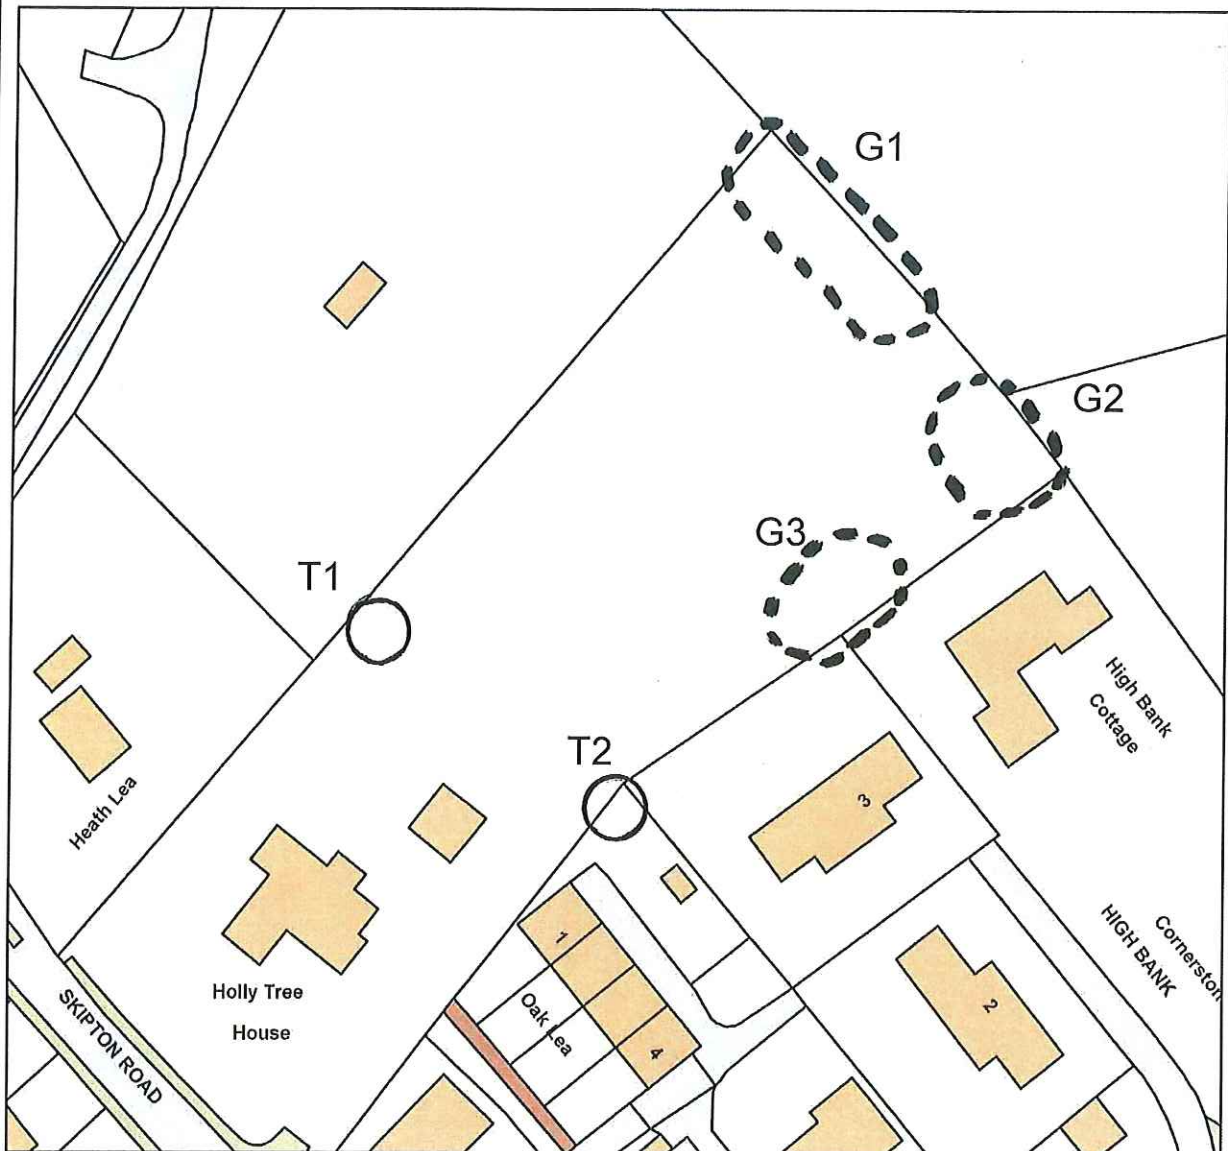 G1
G2
G3
T1
T2
High Bank
Cottage
3
Heath Lea
Holly Tree
House
1
Oak Lea
4
2
HIGH BANK
SKIPTON ROAD